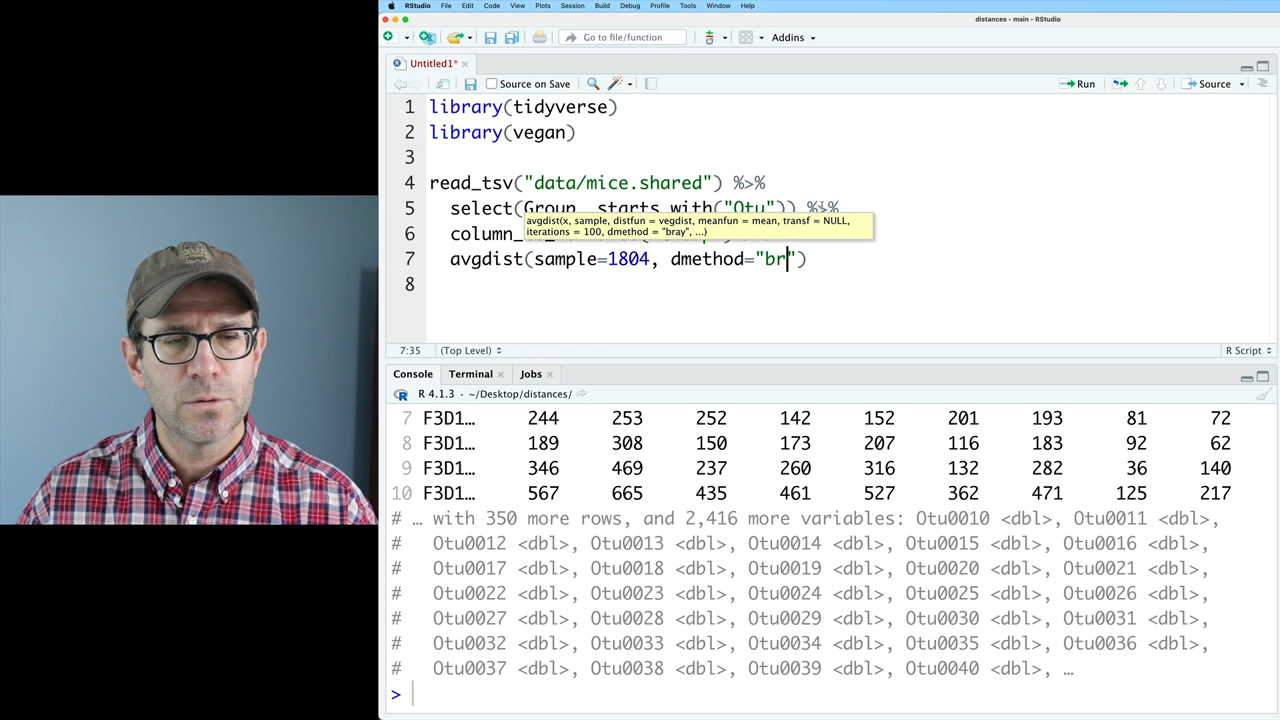 RStudio File Edit Code View Plots Session Build Debug Profile Tools Window Help
distances - main - RStudio
Go to file/function Addins
Untitled1*
Source on Save Run Source
1 library(tidyverse)
2 library(vegan)
3
4 read_tsv("data/mice.shared") %>%
5 select(Group, starts_with("Otu")) %>%
avgdist(x, sample, distfun = vegdist, meanfun = mean, transf = NULL,
iterations = 100, dmethod = "bray", ...)
6
7 avgdist(sample=1804, dmethod="br")
8
7:35 (Top Level) R Script
Console Terminal Jobs
R 4.1.3 · ~/Desktop/distances/
7 F3D1… 244 253 252 142 152 201 193 81 72
8 F3D1… 189 308 150 173 207 116 183 92 62
9 F3D1… 346 469 237 260 316 132 282 36 140
10 F3D1… 567 665 435 461 527 362 471 125 217
# … with 350 more rows, and 2,416 more variables: Otu0010 <dbl>, Otu0011 <dbl>,
# Otu0012 <dbl>, Otu0013 <dbl>, Otu0014 <dbl>, Otu0015 <dbl>, Otu0016 <dbl>,
# Otu0017 <dbl>, Otu0018 <dbl>, Otu0019 <dbl>, Otu0020 <dbl>, Otu0021 <dbl>,
# Otu0022 <dbl>, Otu0023 <dbl>, Otu0024 <dbl>, Otu0025 <dbl>, Otu0026 <dbl>,
# Otu0027 <dbl>, Otu0028 <dbl>, Otu0029 <dbl>, Otu0030 <dbl>, Otu0031 <dbl>,
# Otu0032 <dbl>, Otu0033 <dbl>, Otu0034 <dbl>, Otu0035 <dbl>, Otu0036 <dbl>,
# Otu0037 <dbl>, Otu0038 <dbl>, Otu0039 <dbl>, Otu0040 <dbl>, …
>